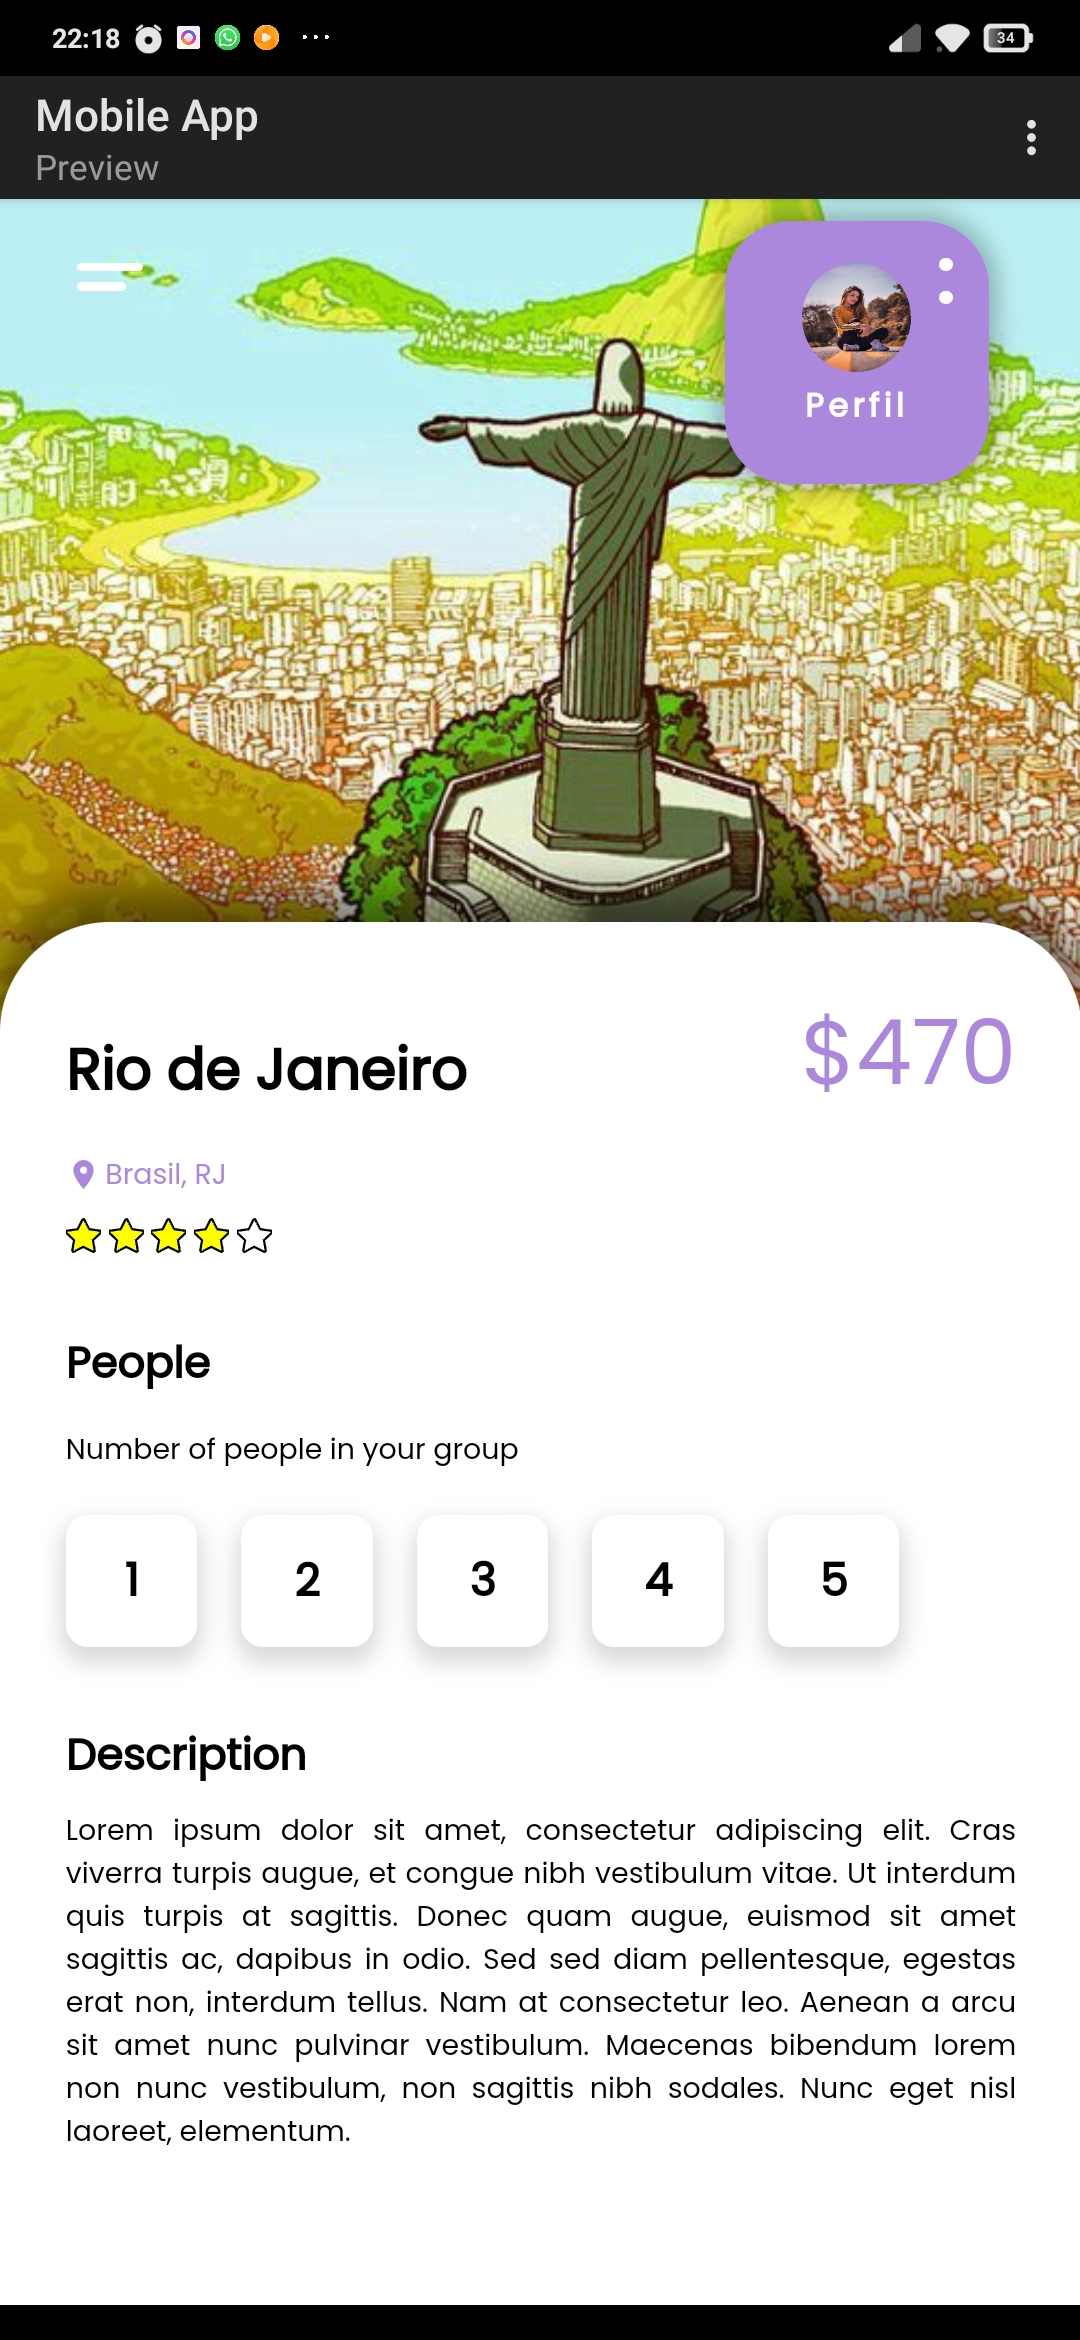 22:18
34
Mobile App
Preview
Perfil
Rio de Janeiro
$470
Brasil, RJ
People
Number of people in your group
1 2 3 4 5
Description
Lorem ipsum dolor sit amet, consectetur adipiscing elit. Cras
viverra turpis augue, et congue nibh vestibulum vitae. Ut interdum
quis turpis at sagittis. Donec quam augue, euismod sit amet
sagittis ac, dapibus in odio. Sed sed diam pellentesque, egestas
erat non, interdum tellus. Nam at consectetur leo. Aenean a arcu
sit amet nunc pulvinar vestibulum. Maecenas bibendum lorem
non nunc vestibulum, non sagittis nibh sodales. Nunc eget nisl
laoreet, elementum.